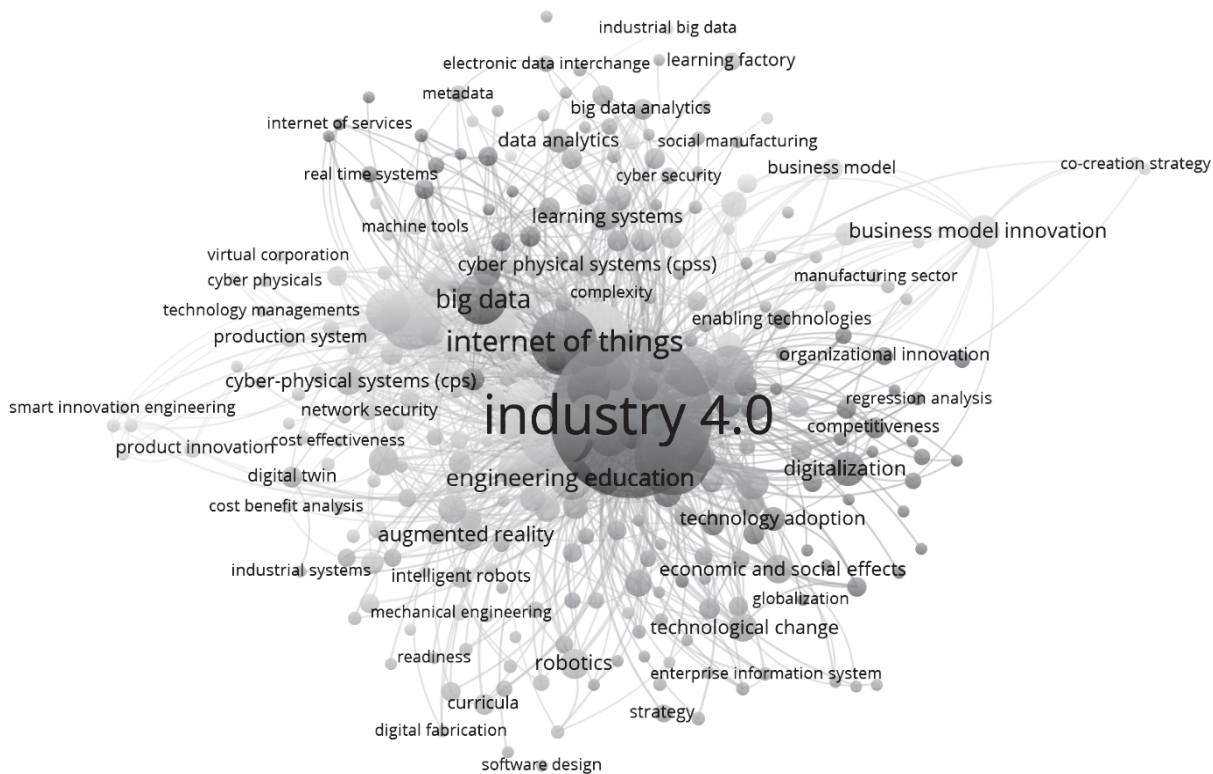 industrial big data
electronic data interchange
learning factory
metadata
big data analytics
internet of services
data analytics
social manufacturing
co-creation strategy
business model
real time systems
cyber security
learning systems
machine tools
business model innovation
virtual corporation
cyber physical systems (cpss)
manufacturing sector
cyber physicals
complexity
big data
technology managements
enabling technologies
production system
internet of things
organizational innovation
cyber-physical systems (cps)
regression analysis
smart innovation engineering
network security
industry 4.0
competitiveness
product innovation
cost effectiveness
digitalization
digital twin
engineering education
cost benefit analysis
technology adoption
augmented reality
industrial systems
economic and social effects
intelligent robots
globalization
mechanical engineering
technological change
readiness
robotics
enterprise information system
curricula
strategy
digital fabrication
software design